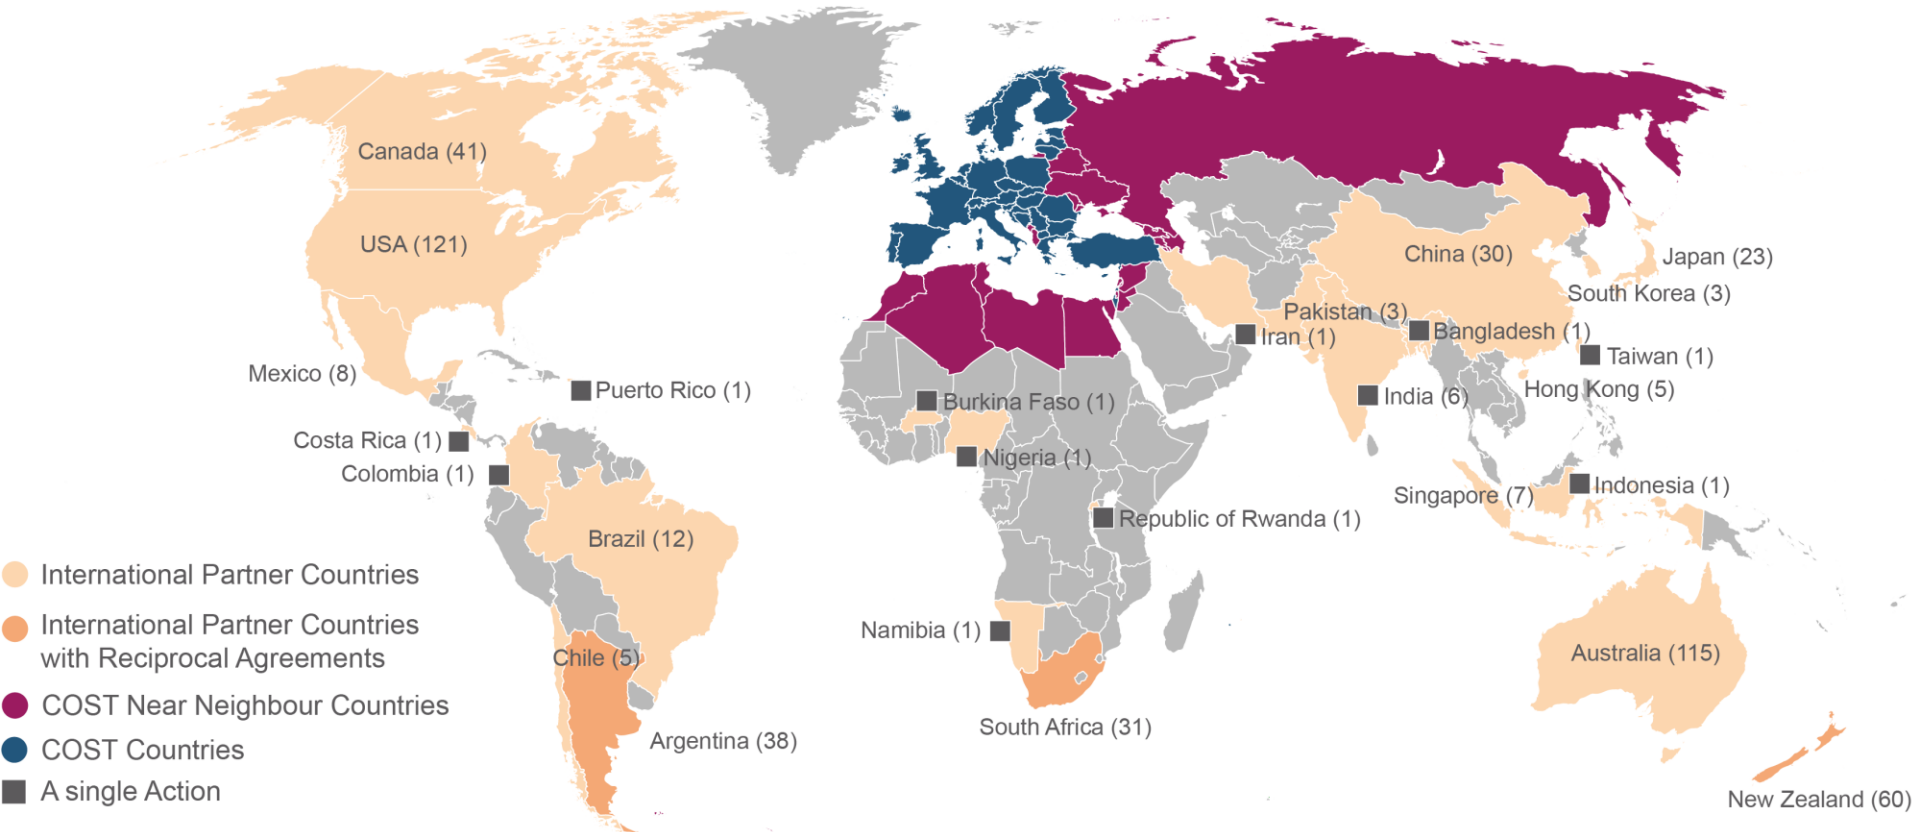 Canada (41)
USA (121)
Mexico (8)
Puerto Rico (1)
Costa Rica (1)
Colombia (1)
Brazil (12)
Chile (5)
Argentina (38)
Burkina Faso (1)
Nigeria (1)
Republic of Rwanda (1)
Namibia (1)
South Africa (31)
China (30)
Japan (23)
South Korea (3)
Pakistan (3)
Iran (1)
Bangladesh (1)
Taiwan (1)
India (6)
Hong Kong (5)
Singapore (7)
Indonesia (1)
Australia (115)
New Zealand (60)
International Partner Countries
International Partner Countries
with Reciprocal Agreements
COST Near Neighbour Countries
COST Countries
A single Action